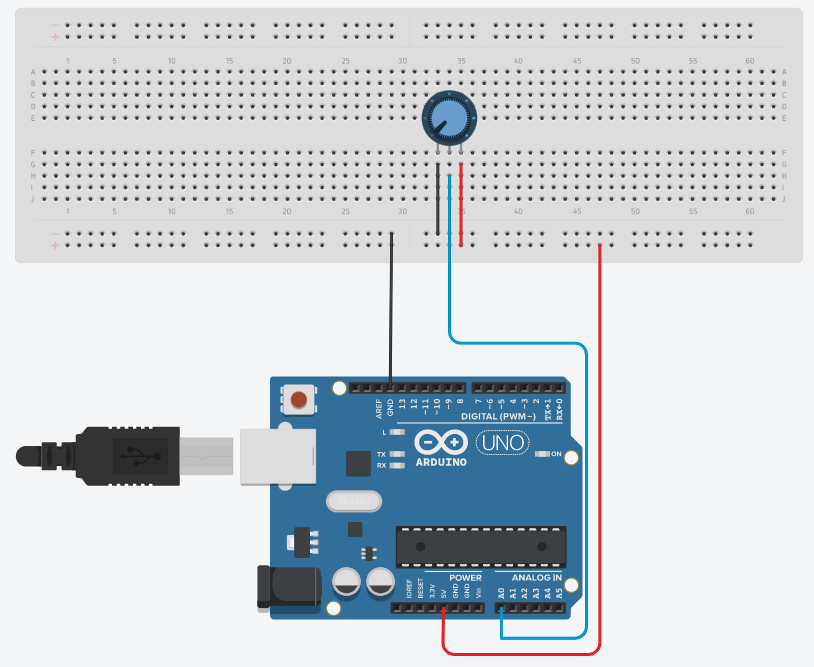 − −
+ +
1 5 10 15 20 25 30 35 40 45 50 55 60
A A
B B
C C
D D
E E
F F
G G
H H
I I
J J
1 5 10 15 20 25 30 35 40 45 50 55 60
− −
+ +
AREF
GND
13
12
~11
~10
~9
8
7
~6
~5
~4
~3
2
TX→1
RX←0
DIGITAL (PWM~)
L
TX
RX
ARDUINO
UNO
ON
POWER
ANALOG IN
IOREF
RESET
3.3V
5V
GND
GND
Vin
A0
A1
A2
A3
A4
A5